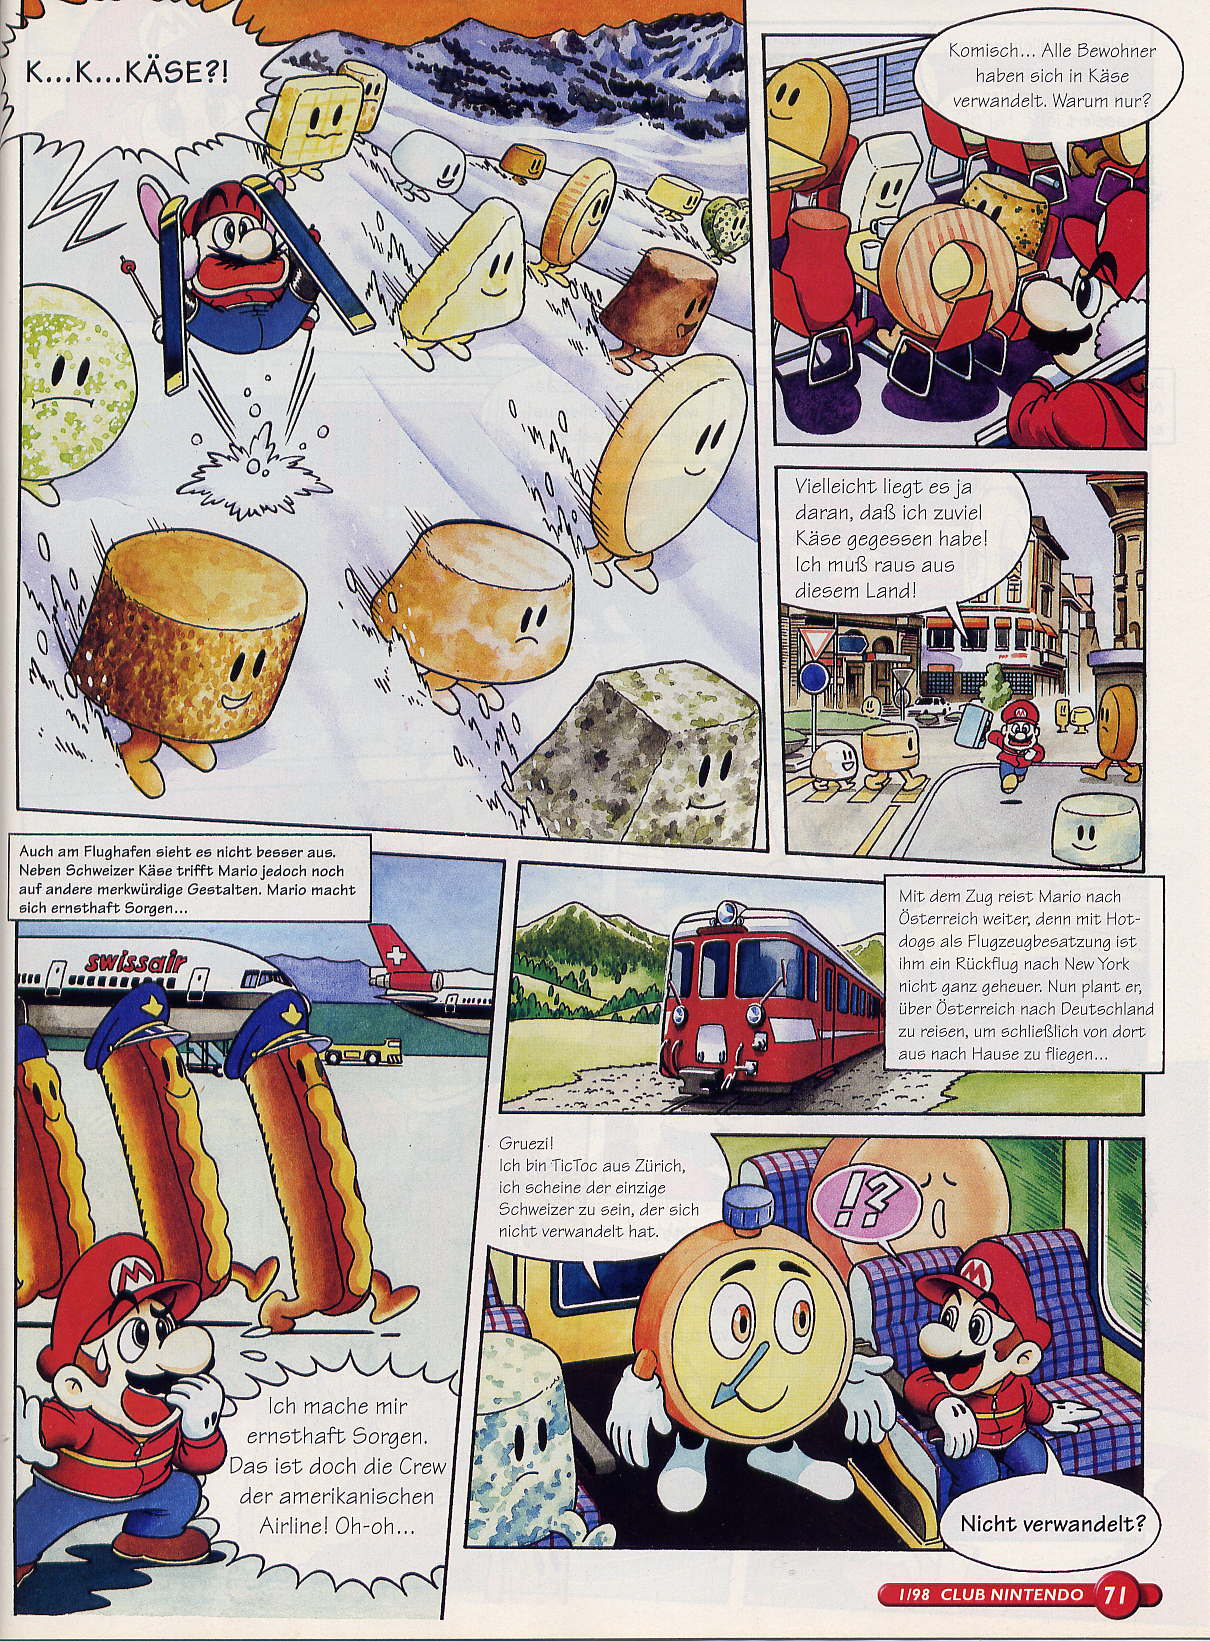 K...K...KÄSE?!
Komisch... Alle Bewohner
haben sich in Käse
verwandelt. Warum nur?
Vielleicht liegt es ja
daran, daß ich zuviel
Käse gegessen habe!
Ich muß raus aus
diesem Land!
Auch am Flughafen sieht es nicht besser aus.
Neben Schweizer Käse trifft Mario jedoch noch
auf andere merkwürdige Gestalten. Mario macht
sich ernsthaft Sorgen...
swissair
M
Ich mache mir
ernsthaft Sorgen.
Das ist doch die Crew
der amerikanischen
Airline! Oh-oh...
Mit dem Zug reist Mario nach
Österreich weiter, denn mit Hot-
dogs als Flugzeugbesatzung ist
ihm ein Rückflug nach New York
nicht ganz geheuer. Nun plant er,
über Österreich nach Deutschland
zu reisen, um schließlich von dort
aus nach Hause zu fliegen...
Gruezi!
Ich bin TicToc aus Zürich,
ich scheine der einzige
Schweizer zu sein, der sich
nicht verwandelt hat.
!?
M
Nicht verwandelt?
1/98 CLUB NINTENDO 71